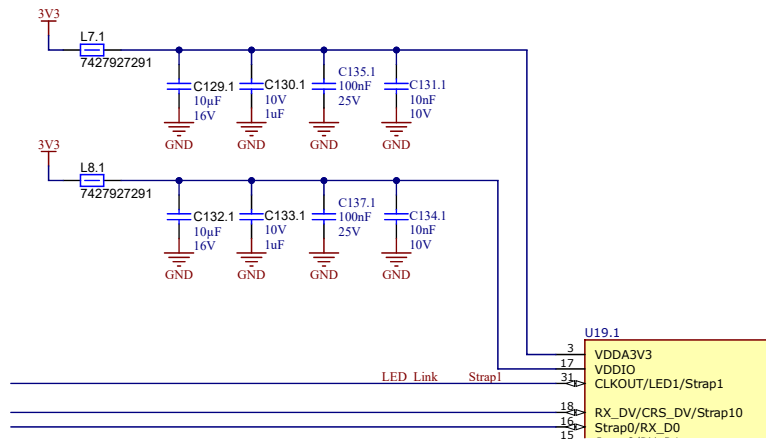 3V3
L7.1
7427927291
C129.1
10µF
16V
C130.1
10V
1uF
C135.1
100nF
25V
C131.1
10nF
10V
GND
GND
GND
GND
3V3
L8.1
7427927291
C132.1
10µF
16V
C133.1
10V
1uF
C137.1
100nF
25V
C134.1
10nF
10V
GND
GND
GND
GND
U19.1
3 VDDA3V3
17 VDDIO
LED_Link Strap1 31 CLKOUT/LED1/Strap1
18 RX_DV/CRS_DV/Strap10
16 Strap0/RX_D0
15